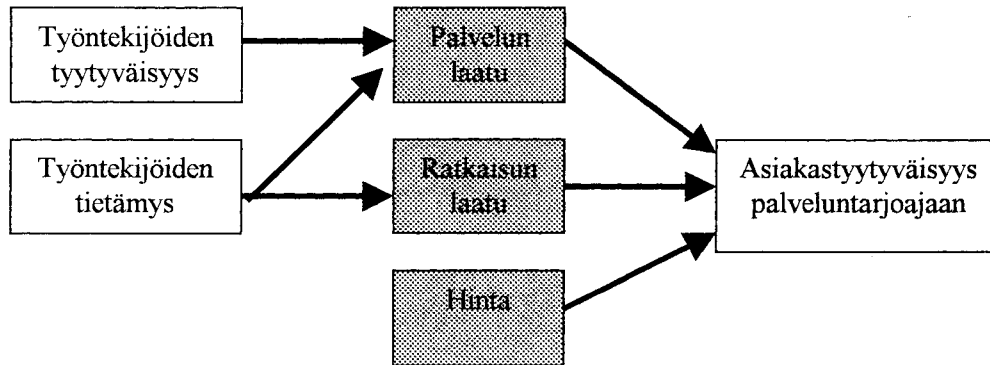 Työntekijöiden
tyytyväisyys
Palvelun
laatu
Työntekijöiden
tietämys
Ratkaisun
laatu
Asiakastyytyväisyys
palveluntarjoajaan
Hinta